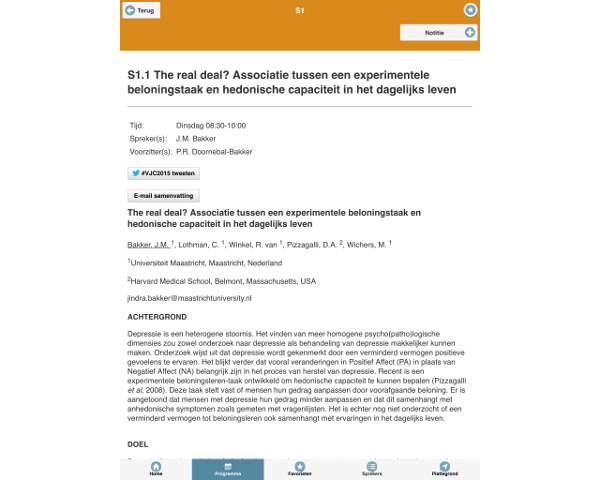 Terug
S1
Notitie
S1.1 The real deal? Associatie tussen een experimentele
beloningstaak en hedonische capaciteit in het dagelijks leven
Tijd: Dinsdag 08:30-10:00
Spreker(s): J.M. Bakker
Voorzitter(s): P.R. Doornebal-Bakker
#VJC2015 tweeten
E-mail samenvatting
The real deal? Associatie tussen een experimentele beloningstaak en
hedonische capaciteit in het dagelijks leven
Bakker, J.M. 1, Lothman, C. 1, Winkel, R. van 1, Pizzagalli, D.A. 2, Wichers, M. 1
1Universiteit Maastricht, Maastricht, Nederland
2Harvard Medical School, Belmont, Massachusetts, USA
jindra.bakker@maastrichtuniversity.nl
ACHTERGROND
Depressie is een heterogene stoornis. Het vinden van meer homogene psycho(patho)logische
dimensies zou zowel onderzoek naar depressie als behandeling van depressie makkelijker kunnen
maken. Onderzoek wijst uit dat depressie wordt gekenmerkt door een verminderd vermogen positieve
gevoelens te ervaren. Het blijkt verder dat vooral veranderingen in Positief Affect (PA) in plaats van
Negatief Affect (NA) belangrijk zijn in het proces van herstel van depressie. Recent is een
experimentele beloningsleren-taak ontwikkeld om hedonische capaciteit te kunnen bepalen (Pizzagalli
et al, 2008). Deze taak stelt vast of mensen hun gedrag aanpassen door voorafgaande beloning. Er is
aangetoond dat mensen met depressie hun gedrag minder aanpassen en dat dit samenhangt met
anhedonische symptomen zoals gemeten met vragenlijsten. Het is echter nog niet onderzocht of een
verminderd vermogen tot beloningsleren ook samenhangt met ervaringen in het dagelijks leven.
DOEL
Home
Programma
Favorieten
Sprekers
Plattegrond